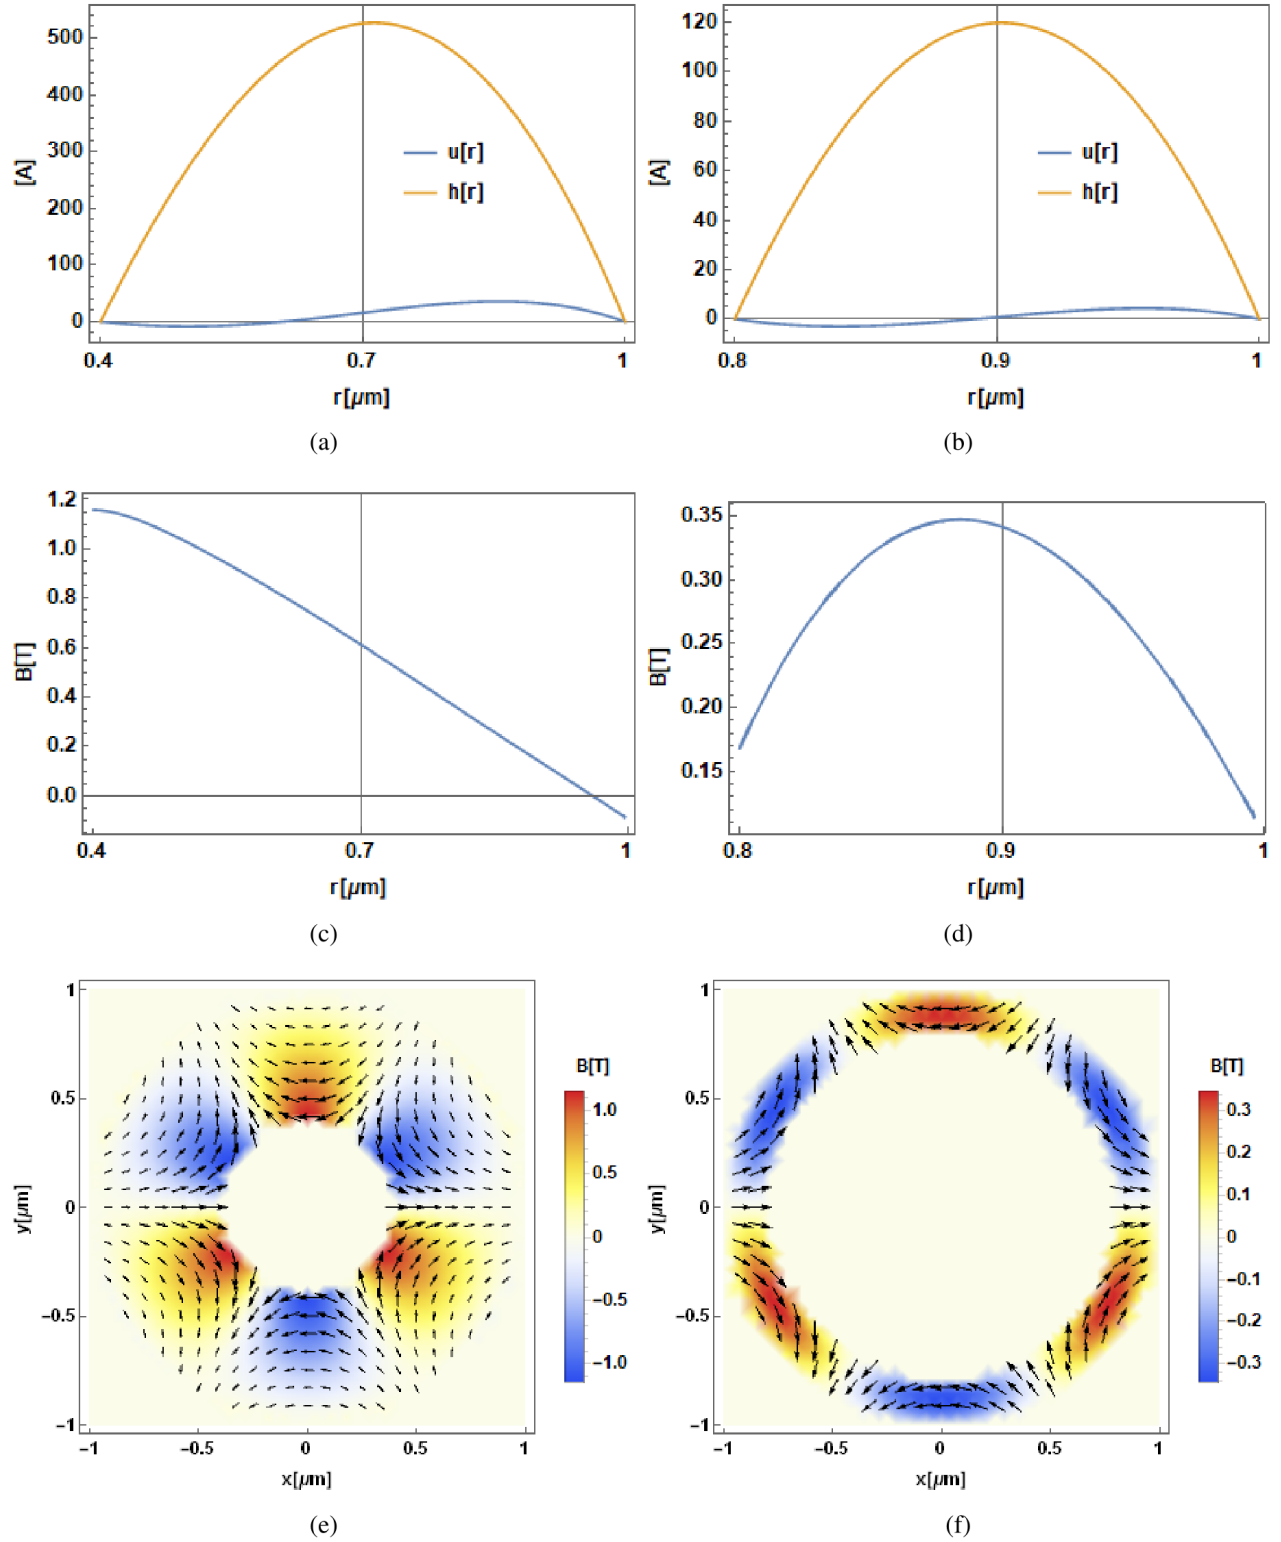 500
400
300
200
100
0
[A]
u[r]
h[r]
0.4 0.7 1
r[μm]
(a)
120
100
80
60
40
20
0
[A]
u[r]
h[r]
0.8 0.9 1
r[μm]
(b)
1.2
1.0
0.8
0.6
0.4
0.2
0.0
B[T]
0.4 0.7 1
r[μm]
(c)
0.35
0.30
0.25
0.20
0.15
B[T]
0.8 0.9 1
r[μm]
(d)
1
0.5
0
-0.5
-1
y[μm]
-1 -0.5 0 0.5 1
x[μm]
B[T]
1.0
0.5
0
-0.5
-1.0
(e)
1
0.5
0
-0.5
-1
y[μm]
-1 -0.5 0 0.5 1
x[μm]
B[T]
0.3
0.2
0.1
0
-0.1
-0.2
-0.3
(f)